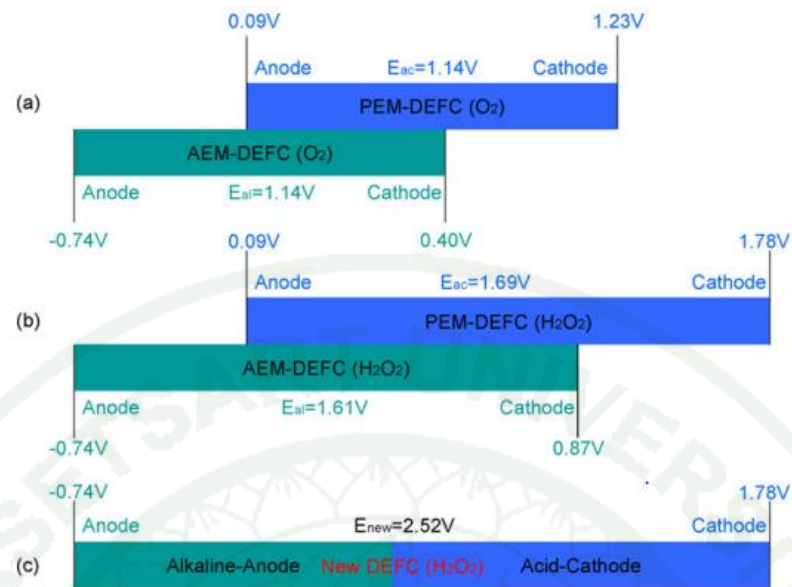 0.09V 1.23V
Anode Eac=1.14V Cathode
(a) PEM-DEFC (O2)
AEM-DEFC (O2)
Anode Eal=1.14V Cathode
-0.74V 0.40V
0.09V 1.78V
Anode Eac=1.69V Cathode
(b) PEM-DEFC (H2O2)
AEM-DEFC (H2O2)
Anode Eal=1.61V Cathode
-0.74V 0.87V
-0.74V 1.78V
Anode Enew=2.52V Cathode
(c) Alkaline-Anode New DEFC (H2O2) Acid-Cathode